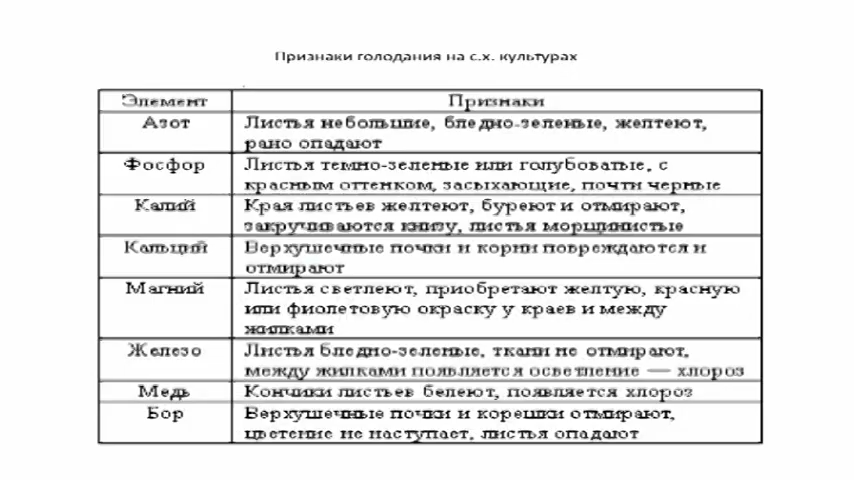 Признаки голодания на с.х. культурах
Элемент Признаки
Азот Листья небольшие, бледно-зеленые, желтеют,
рано опадают
Фосфор Листья темно-зеленые или голубоватые, с
красным оттенком, засыхающие, почти черные
Калий Края листьев желтеют, буреют и отмирают,
закручиваются книзу, листья морщинистые
Кальций Верхушечные почки и корни повреждаются и
отмирают
Магний Листья светлеют, приобретают желтую, красную
или фиолетовую окраску у краев и между
жилками
Железо Листья бледно-зеленые, ткани не отмирают,
между жилками появляется осветление — хлороз
Медь Кончики листьев белеют, появляется хлороз
Бор Верхушечные почки и корешки отмирают,
цветение не наступает, листья опадают